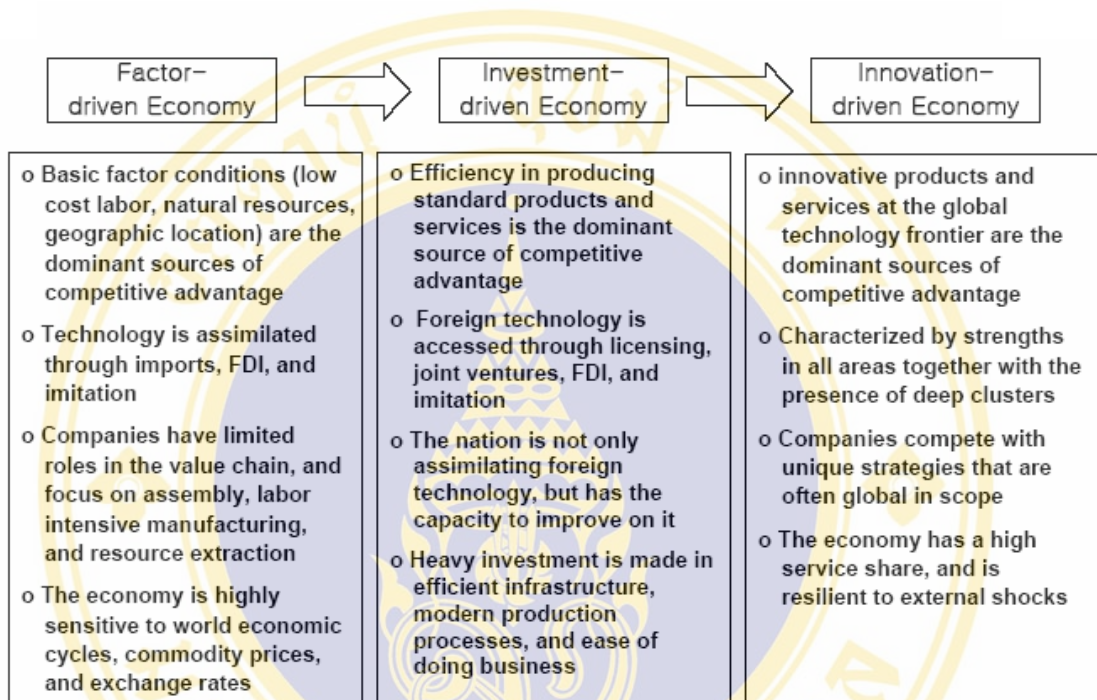 Factor-
driven Economy
Investment-
driven Economy
Innovation-
driven Economy
o Basic factor conditions (low
cost labor, natural resources,
geographic location) are the
dominant sources of
competitive advantage
o Technology is assimilated
through imports, FDI, and
imitation
o Companies have limited
roles in the value chain, and
focus on assembly, labor
intensive manufacturing,
and resource extraction
o The economy is highly
sensitive to world economic
cycles, commodity prices,
and exchange rates
o Efficiency in producing
standard products and
services is the dominant
source of competitive
advantage
o Foreign technology is
accessed through licensing,
joint ventures, FDI, and
imitation
o The nation is not only
assimilating foreign
technology, but has the
capacity to improve on it
o Heavy investment is made in
efficient infrastructure,
modern production
processes, and ease of
doing business
o innovative products and
services at the global
technology frontier are the
dominant sources of
competitive advantage
o Characterized by strengths
in all areas together with the
presence of deep clusters
o Companies compete with
unique strategies that are
often global in scope
o The economy has a high
service share, and is
resilient to external shocks